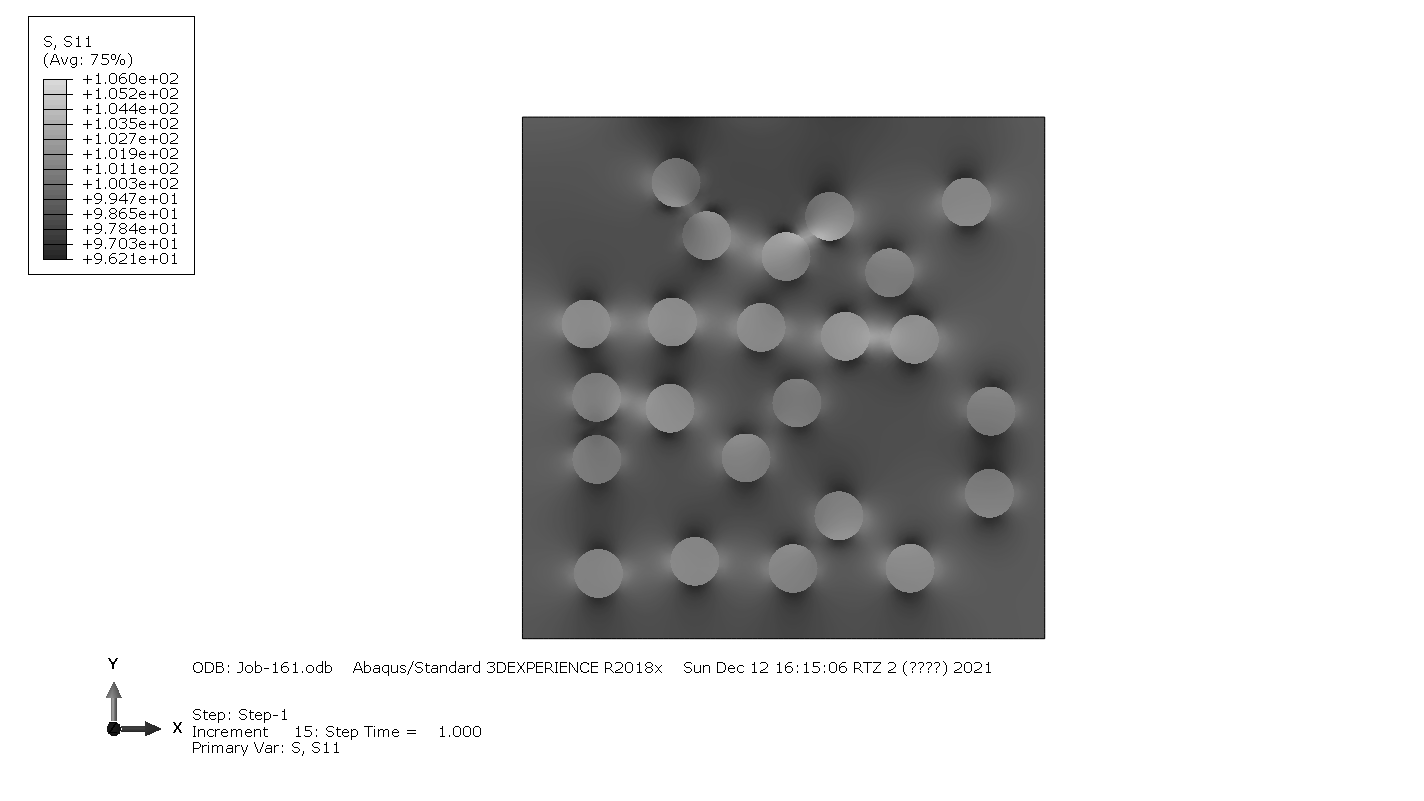 S, S11
(Avg: 75%)
+1.060e+02
+1.052e+02
+1.044e+02
+1.035e+02
+1.027e+02
+1.019e+02
+1.011e+02
+1.003e+02
+9.947e+01
+9.865e+01
+9.784e+01
+9.703e+01
+9.621e+01
Y
X
ODB: Job-161.odb    Abaqus/Standard 3DEXPERIENCE R2018x    Sun Dec 12 16:15:06 RTZ 2 (????) 2021
Step: Step-1
Increment     15: Step Time =    1.000
Primary Var: S, S11